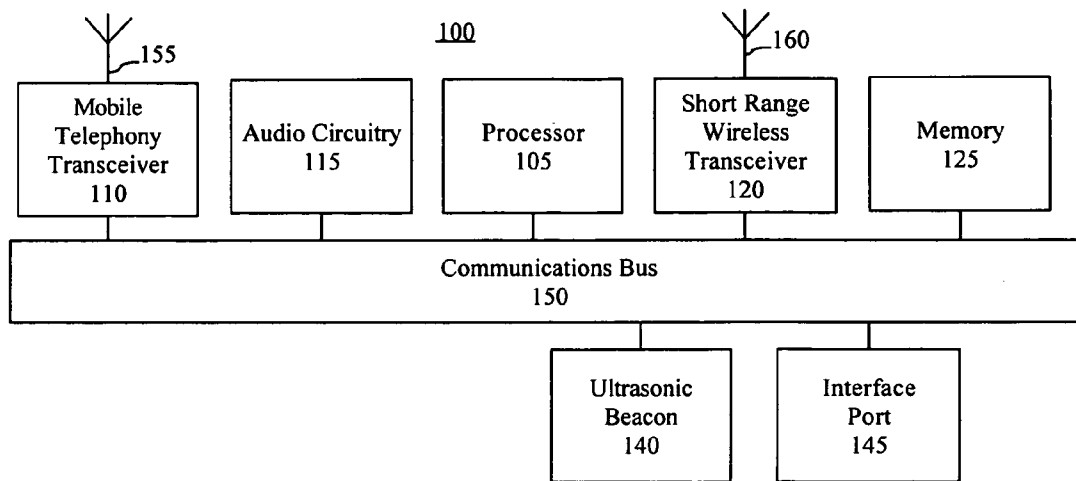 100
155
160
Mobile
Telephony
Transceiver
110
Audio Circuitry
115
Processor
105
Short Range
Wireless
Transceiver
120
Memory
125
Communications Bus
150
Ultrasonic
Beacon
140
Interface
Port
145